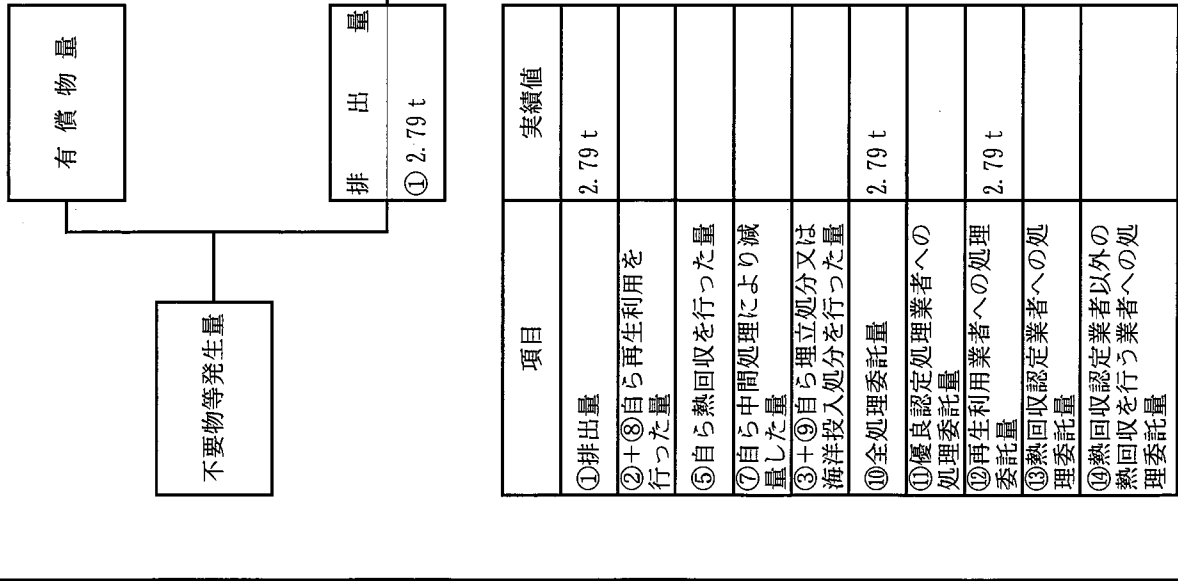 不要物等発生量
有償物量
排出量
① 2.79 t
項目
実績値
①排出量
2.79 t
②+⑧自ら再生利用を
行った量
⑤自ら熱回収を行った量
⑦自ら中間処理により減
量した量
③+⑨自ら埋立処分又は
海洋投入処分を行った量
⑩全処理委託量
2.79 t
⑪優良認定処理業者への
処理委託量
⑫再生利用業者への処理
委託量
2.79 t
⑬熱回収認定業者への処
理委託量
⑭熱回収認定業者以外の
熱回収を行う業者への処
理委託量